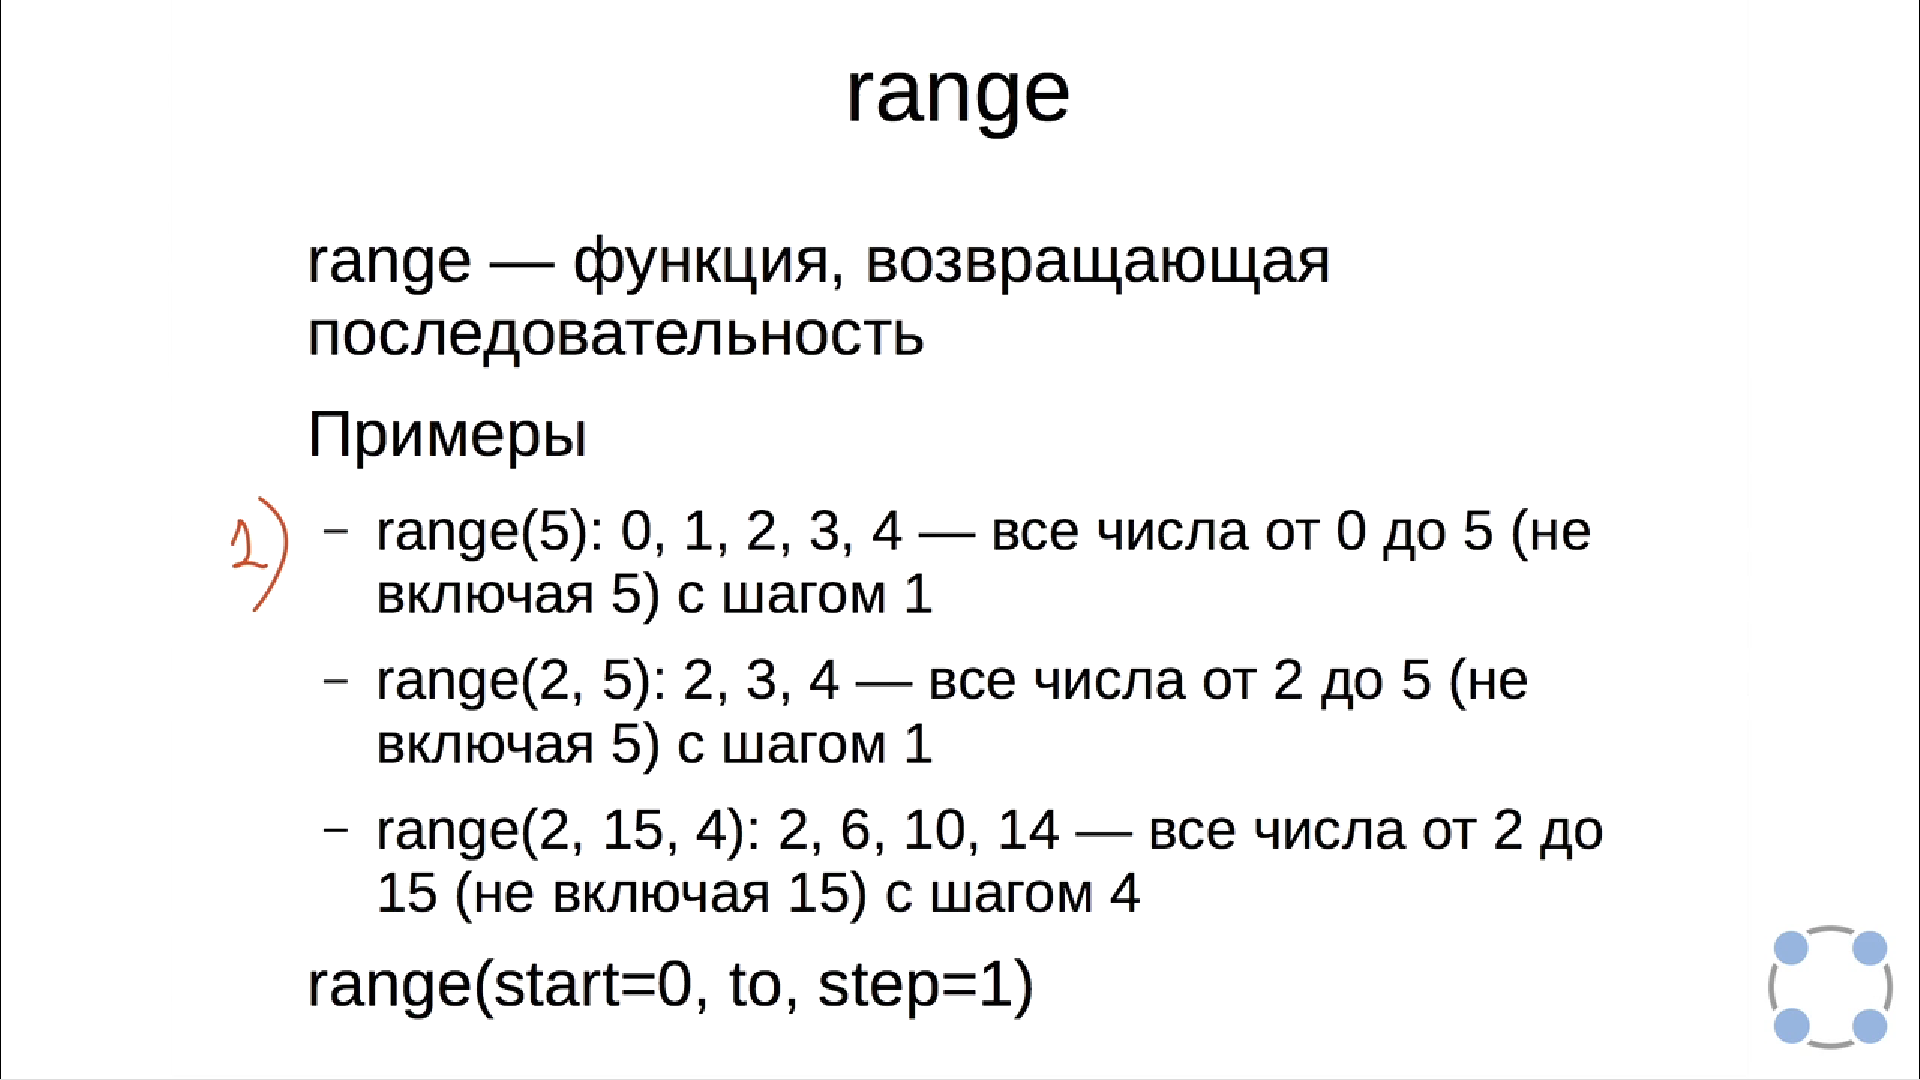 range
range — функция, возвращающая
последовательность
Примеры
1) – range(5): 0, 1, 2, 3, 4 — все числа от 0 до 5 (не
включая 5) с шагом 1
– range(2, 5): 2, 3, 4 — все числа от 2 до 5 (не
включая 5) с шагом 1
– range(2, 15, 4): 2, 6, 10, 14 — все числа от 2 до
15 (не включая 15) с шагом 4
range(start=0, to, step=1)